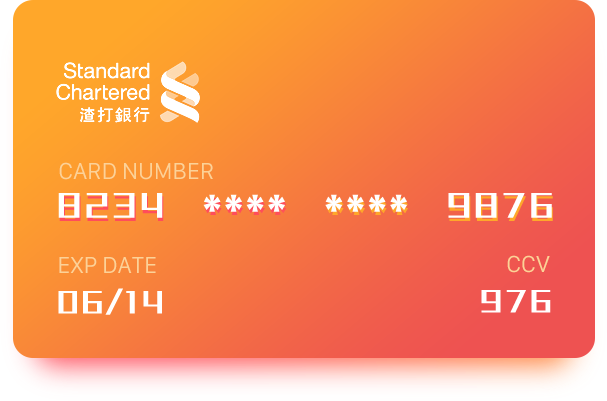 Standard
Chartered
渣打銀行
CARD NUMBER
8234 **** **** 9876
EXP DATE CCV
06/14 976